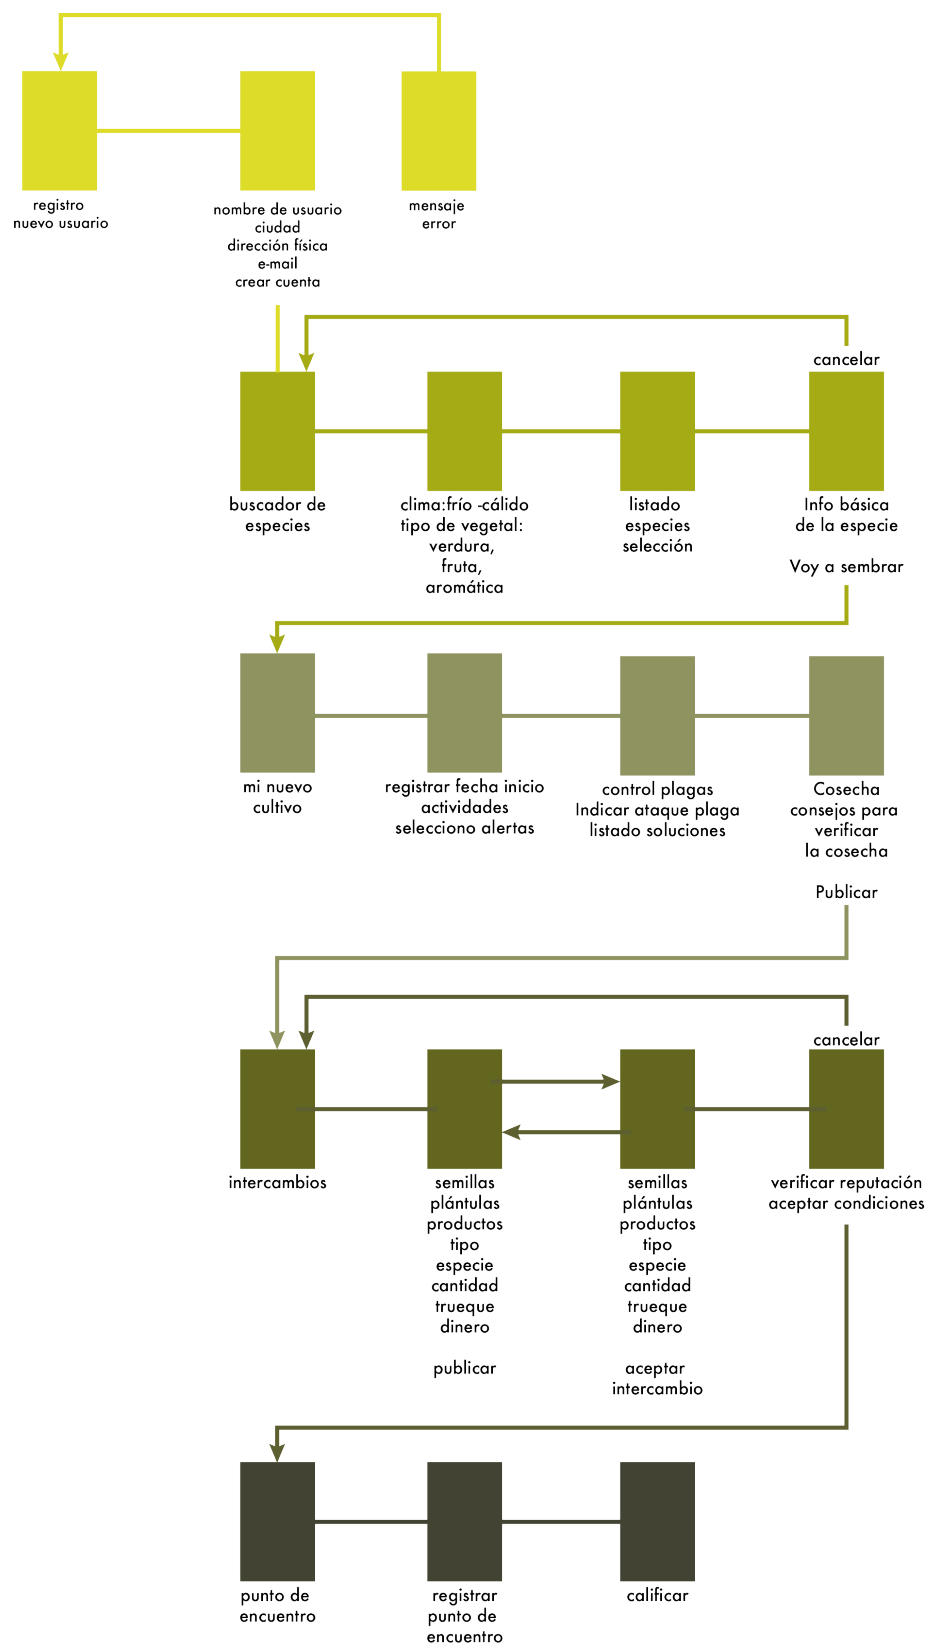 registro
nuevo usuario
nombre de usuario
ciudad
dirección física
e-mail
crear cuenta
mensaje
error
cancelar
buscador de
especies
clima:frío -cálido
tipo de vegetal:
verdura,
fruta,
aromática
listado
especies
selección
Info básica
de la especie
Voy a sembrar
mi nuevo
cultivo
registrar fecha inicio
actividades
selecciono alertas
control plagas
Indicar ataque plaga
listado soluciones
Cosecha
consejos para
verificar
la cosecha
Publicar
cancelar
intercambios
semillas
plántulas
productos
tipo
especie
cantidad
trueque
dinero
publicar
semillas
plántulas
productos
tipo
especie
cantidad
trueque
dinero
aceptar
intercambio
verificar reputación
aceptar condiciones
punto de
encuentro
registrar
punto de
encuentro
calificar